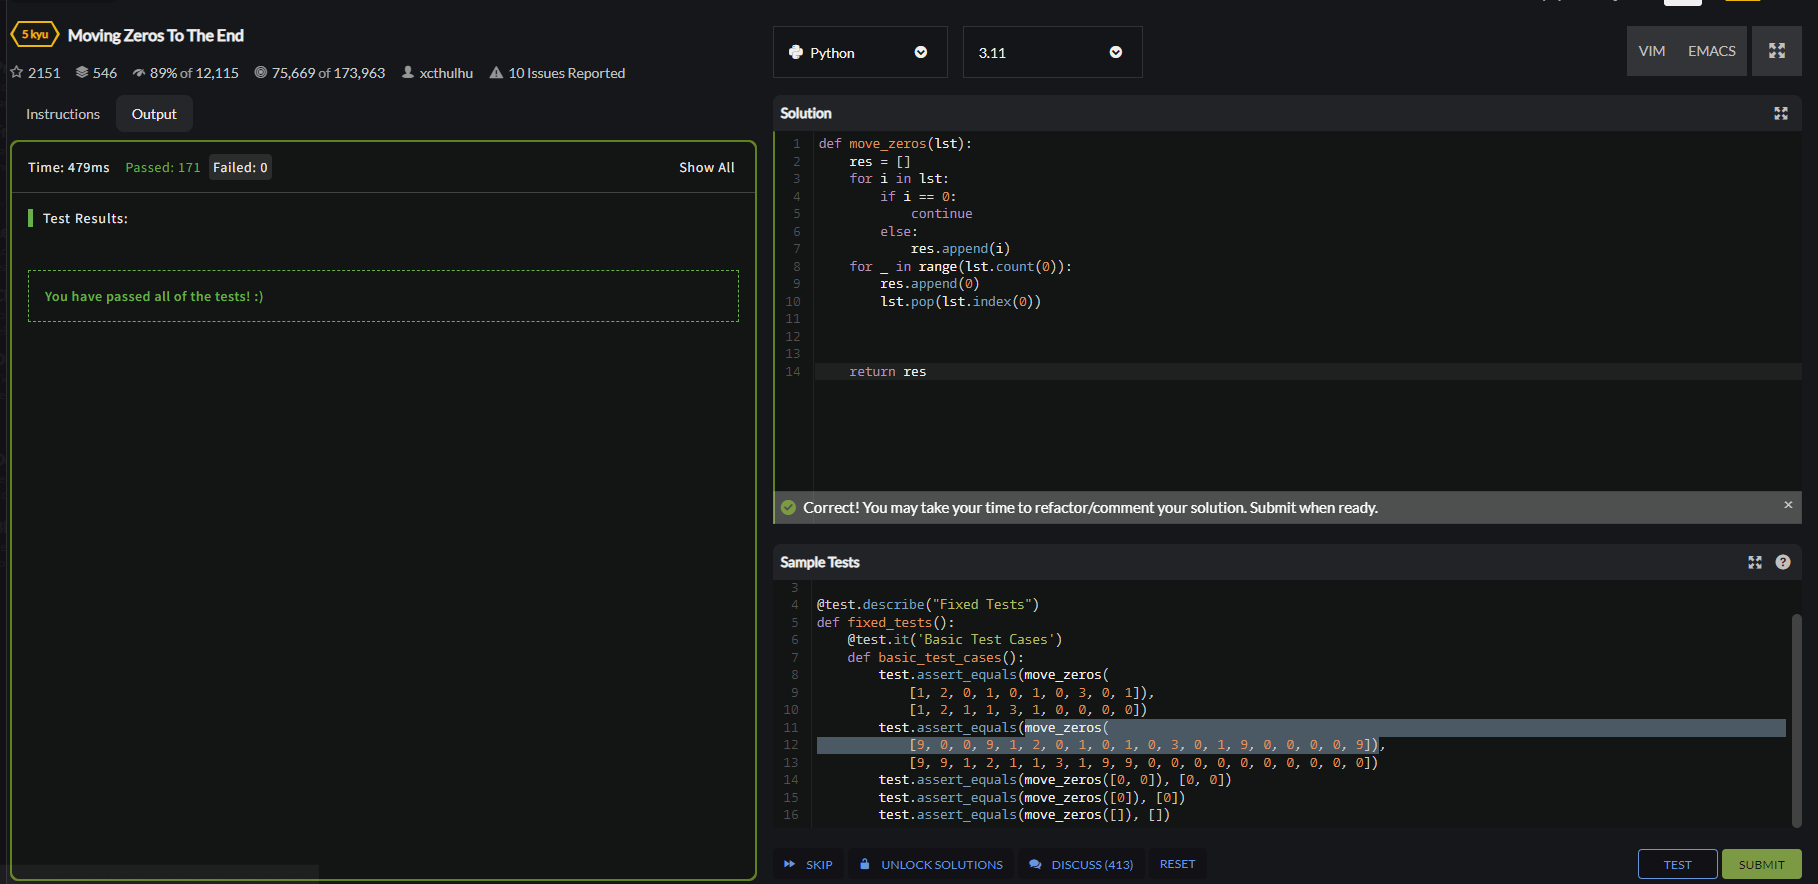 5 kyu Moving Zeros To The End
2151 546 89% of 12,115 75,669 of 173,963 xcthulhu 10 Issues Reported
Instructions Output
Time: 479ms Passed: 171 Failed: 0 Show All
Test Results:
You have passed all of the tests! :)
Python 3.11 VIM EMACS
Solution
1 def move_zeros(lst):
2     res = []
3     for i in lst:
4         if i == 0:
5             continue
6         else:
7             res.append(i)
8     for _ in range(lst.count(0)):
9         res.append(0)
10         lst.pop(lst.index(0))
11
12
13
14     return res
Correct! You may take your time to refactor/comment your solution. Submit when ready. ×
Sample Tests ?
3
4 @test.describe("Fixed Tests")
5 def fixed_tests():
6     @test.it('Basic Test Cases')
7     def basic_test_cases():
8         test.assert_equals(move_zeros(
9             [1, 2, 0, 1, 0, 1, 0, 3, 0, 1]),
10             [1, 2, 1, 1, 3, 1, 0, 0, 0, 0])
11         test.assert_equals(move_zeros(
12             [9, 0, 0, 9, 1, 2, 0, 1, 0, 1, 0, 3, 0, 1, 9, 0, 0, 0, 0, 9]),
13             [9, 9, 1, 2, 1, 1, 3, 1, 9, 9, 0, 0, 0, 0, 0, 0, 0, 0, 0, 0])
14         test.assert_equals(move_zeros([0, 0]), [0, 0])
15         test.assert_equals(move_zeros([0]), [0])
16         test.assert_equals(move_zeros([]), [])
SKIP UNLOCK SOLUTIONS DISCUSS (413) RESET TEST SUBMIT